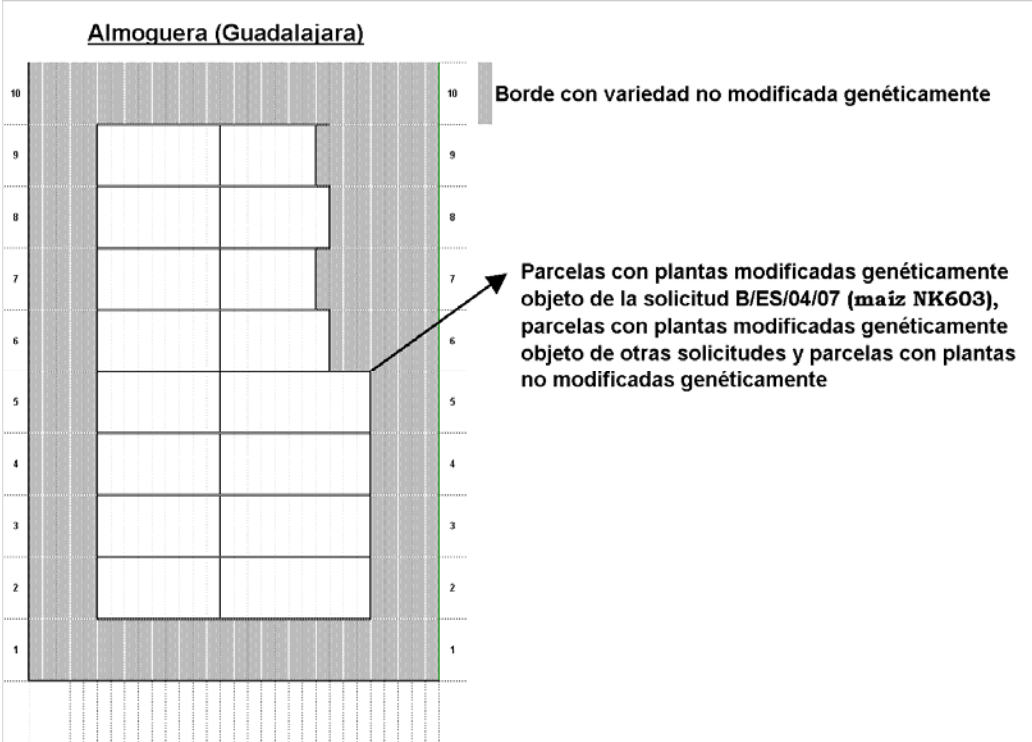 Almoguera (Guadalajara)
10 10 Borde con variedad no modificada genéticamente
9 9
8 8
7 7
6 6
5 5
4 4
3 3
2 2
1 1
Parcelas con plantas modificadas genéticamente
objeto de la solicitud B/ES/04/07 (maíz NK603),
parcelas con plantas modificadas genéticamente
objeto de otras solicitudes y parcelas con plantas
no modificadas genéticamente